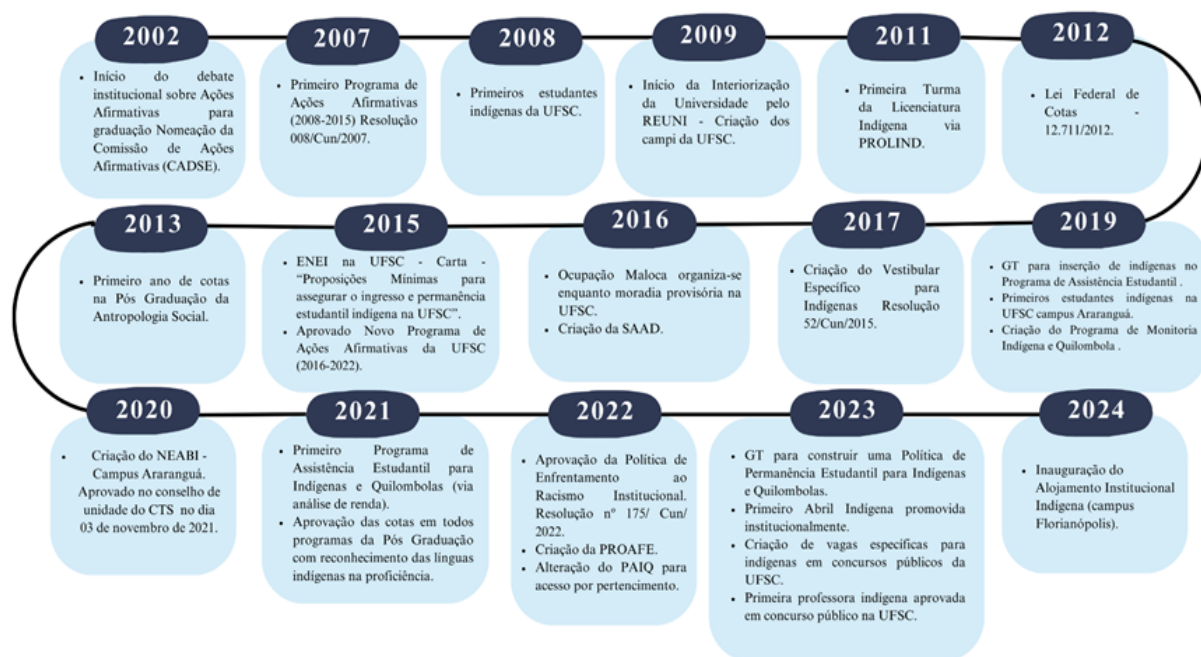 2002
Início do debate
institucional sobre Ações
Afirmativas para
graduação Nomeação da
Comissão de Ações
Afirmativas (CADSE).
2007
Primeiro Programa de
Ações Afirmativas
(2008-2015) Resolução
008/Cun/2007.
2008
Primeiros estudantes
indígenas da UFSC.
2009
Início da Interiorização
da Universidade pelo
REUNI - Criação dos
campi da UFSC.
2011
Primeira Turma
da Licenciatura
Indígena via
PROLIND.
2012
Lei Federal de
Cotas -
12.711/2012.
2013
Primeiro ano de cotas
na Pós Graduação da
Antropologia Social.
2015
ENEI na UFSC - Carta -
“Proposições Mínimas para
assegurar o ingresso e permanência
estudantil indígena na UFSC”.
Aprovado Novo Programa de
Ações Afirmativas da UFSC
(2016-2022).
2016
Ocupação Maloca organiza-se
enquanto moradia provisória na
UFSC.
Criação da SAAD.
2017
Criação do Vestibular
Específico para
Indígenas Resolução
52/Cun/2015.
2019
GT para inserção de indígenas no
Programa de Assistência Estudantil .
Primeiros estudantes indígenas na
UFSC campus Araranguá.
Criação do Programa de Monitoria
Indígena e Quilombola .
2020
Criação do NEABI -
Campus Araranguá.
Aprovado no conselho de
unidade do CTS no dia
03 de novembro de 2021.
2021
Primeiro Programa de
Assistência Estudantil para
Indígenas e Quilombolas (via
análise de renda).
Aprovação das cotas em todos
programas da Pós Graduação
com reconhecimento das línguas
indígenas na proficiência.
2022
Aprovação da Política de
Enfrentamento ao
Racismo Institucional.
Resolução nº 175/ Cun/
2022.
Criação da PROAFE.
Alteração do PAIQ para
acesso por pertencimento.
2023
GT para construir uma Política de
Permanência Estudantil para Indígenas
e Quilombolas.
Primeiro Abril Indígena promovida
institucionalmente.
Criação de vagas específicas para
indígenas em concursos públicos da
UFSC.
Primeira professora indígena aprovada
em concurso público na UFSC.
2024
Inauguração do
Alojamento Institucional
Indígena (campus
Florianópolis).